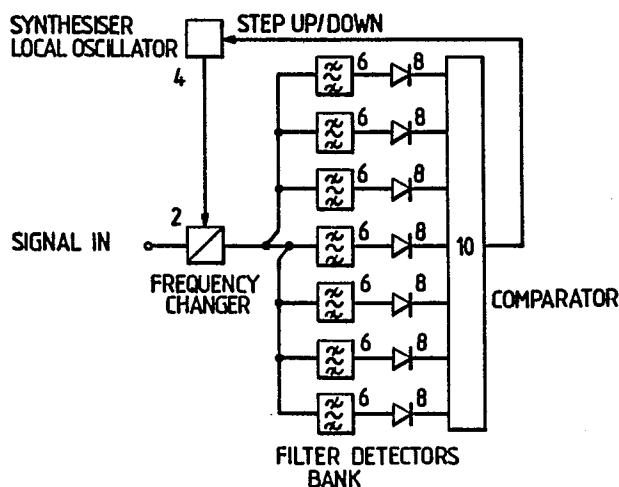 SYNTHESISER
LOCAL OSCILLATOR
STEP UP/DOWN
4
6
8
6
8
6
8
2
SIGNAL IN
6
8
10
FREQUENCY
CHANGER
COMPARATOR
6
8
6
8
6
8
FILTER DETECTORS
BANK